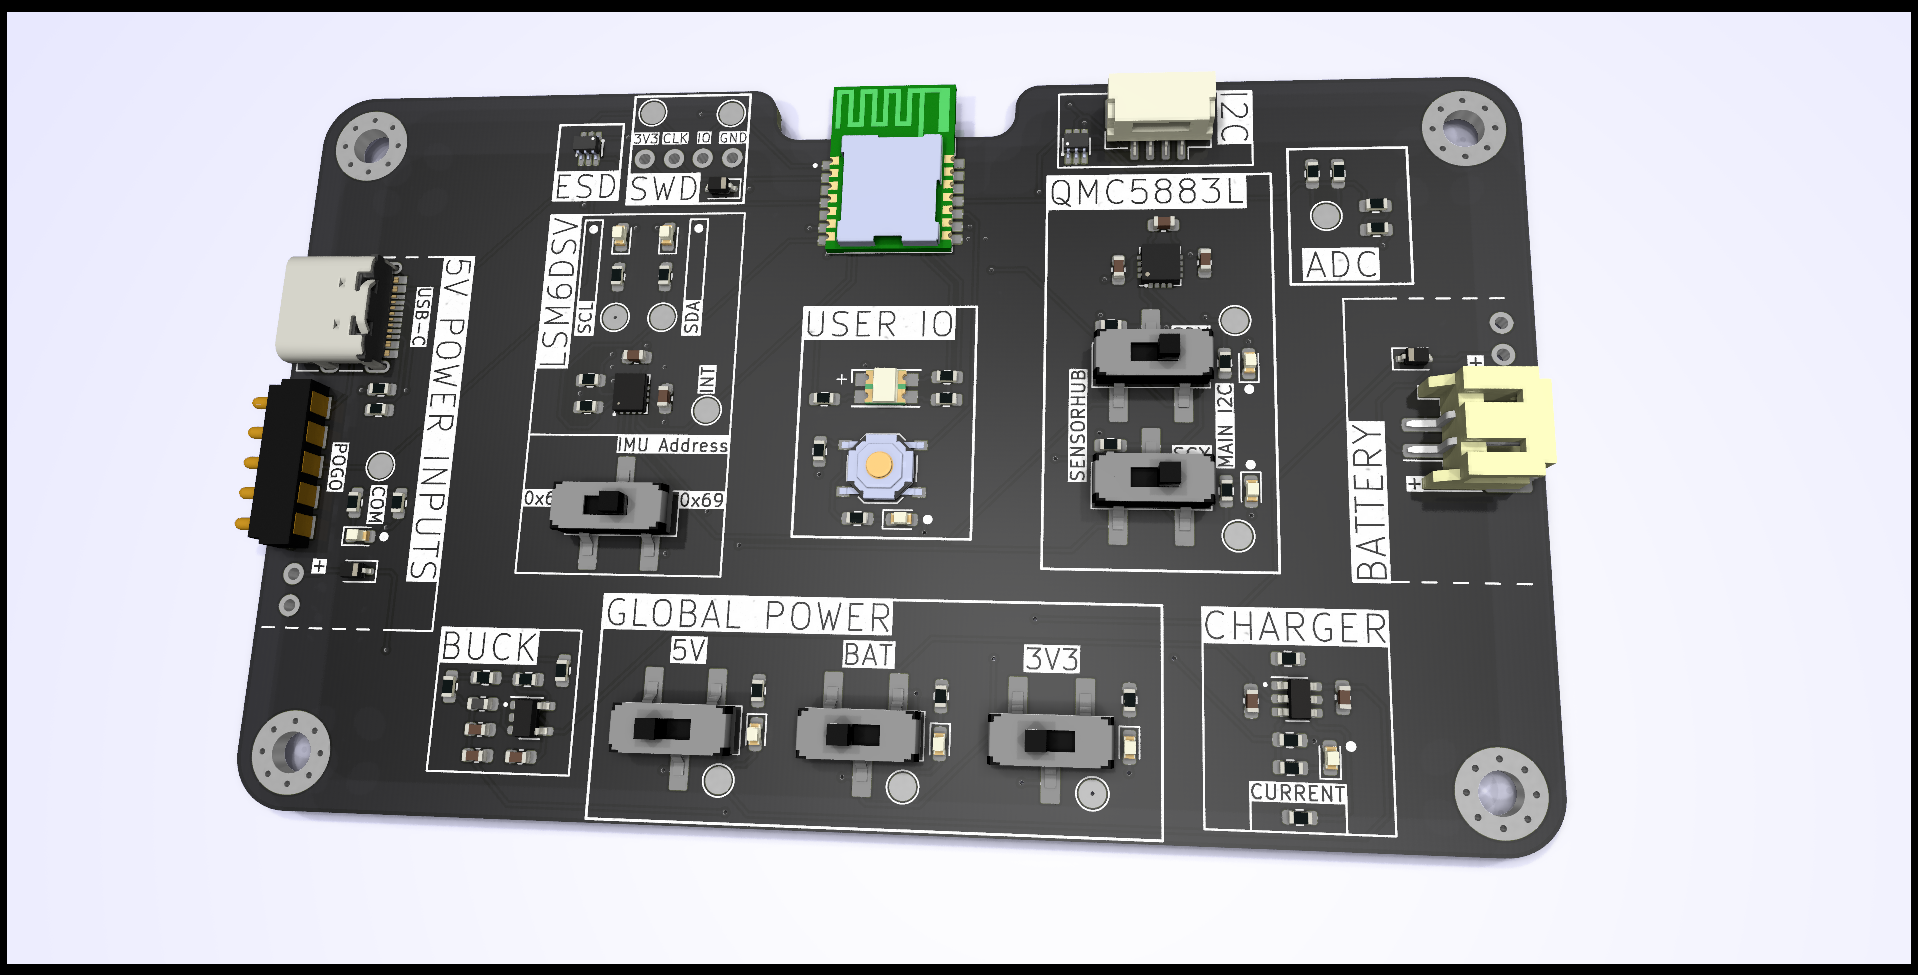 3V3 CLK IO GND
ESD
SWD
I2C
QMC5883L
ADC
LSM6DSV
SCL
SDA
INT
IMU Address
0x69
5V POWER INPUTS
USB-C
POGO
COM
+
USER IO
+
SENSORHUB
MAIN I2C
BATTERY
+
+
GLOBAL POWER
5V
BAT
3V3
BUCK
CHARGER
CURRENT